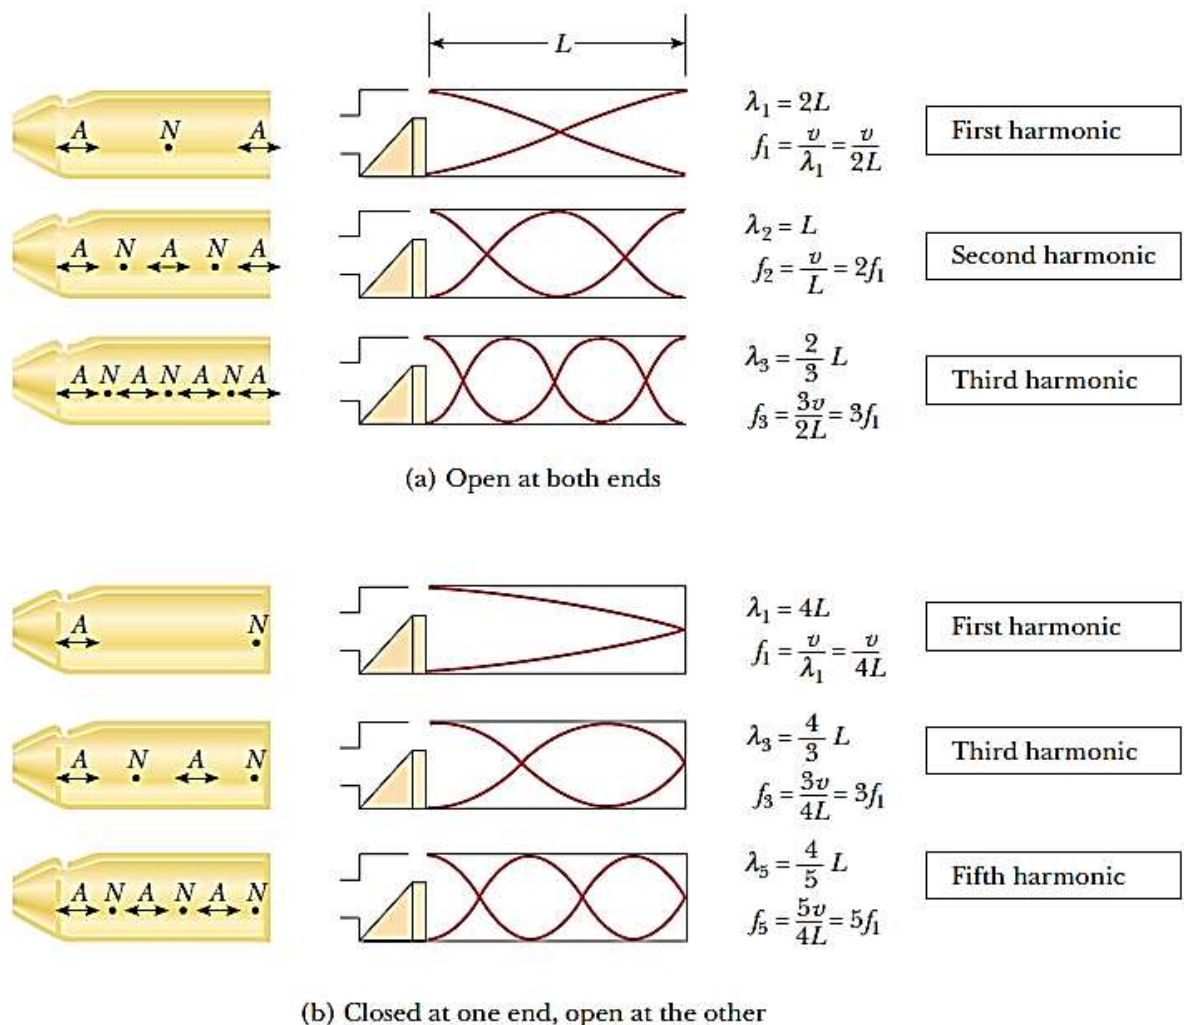 L
A N A
λ₁ = 2L
f₁ = v/λ₁ = v/2L
First harmonic
A N A N A
λ₂ = L
f₂ = v/L = 2f₁
Second harmonic
A N A N A N A
λ₃ = 2/3 L
f₃ = 3v/2L = 3f₁
Third harmonic
(a) Open at both ends
A N
λ₁ = 4L
f₁ = v/λ₁ = v/4L
First harmonic
A N A N
λ₃ = 4/3 L
f₃ = 3v/4L = 3f₁
Third harmonic
A N A N A N
λ₅ = 4/5 L
f₅ = 5v/4L = 5f₁
Fifth harmonic
(b) Closed at one end, open at the other